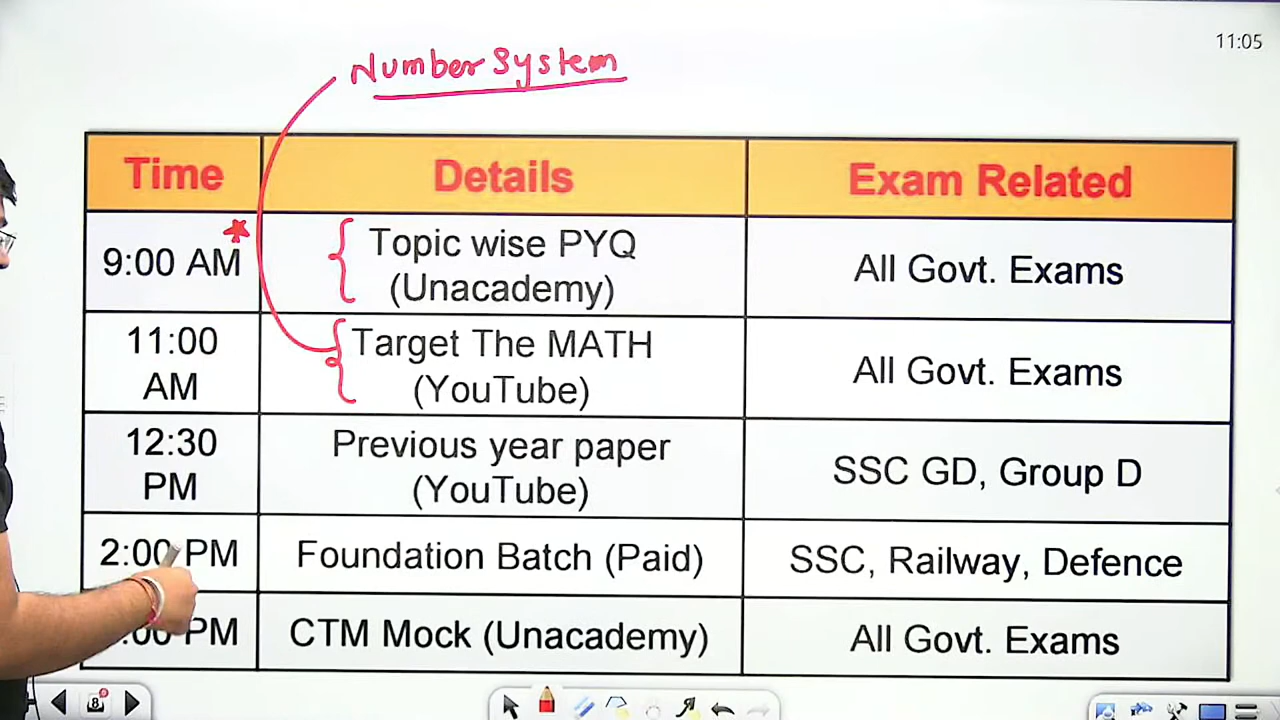 11:05
Number System
Time Details Exam Related
9:00 AM Topic wise PYQ
(Unacademy) All Govt. Exams
11:00
AM Target The MATH
(YouTube) All Govt. Exams
12:30
PM Previous year paper
(YouTube) SSC GD, Group D
2:00 PM Foundation Batch (Paid) SSC, Railway, Defence
:00 PM CTM Mock (Unacademy) All Govt. Exams
8